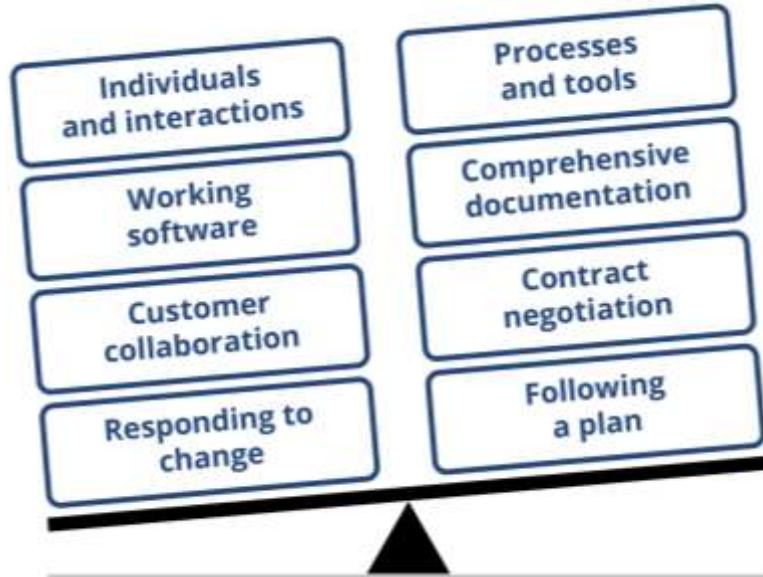 Individuals
and interactions
Working
software
Customer
collaboration
Responding to
change
Processes
and tools
Comprehensive
documentation
Contract
negotiation
Following
a plan